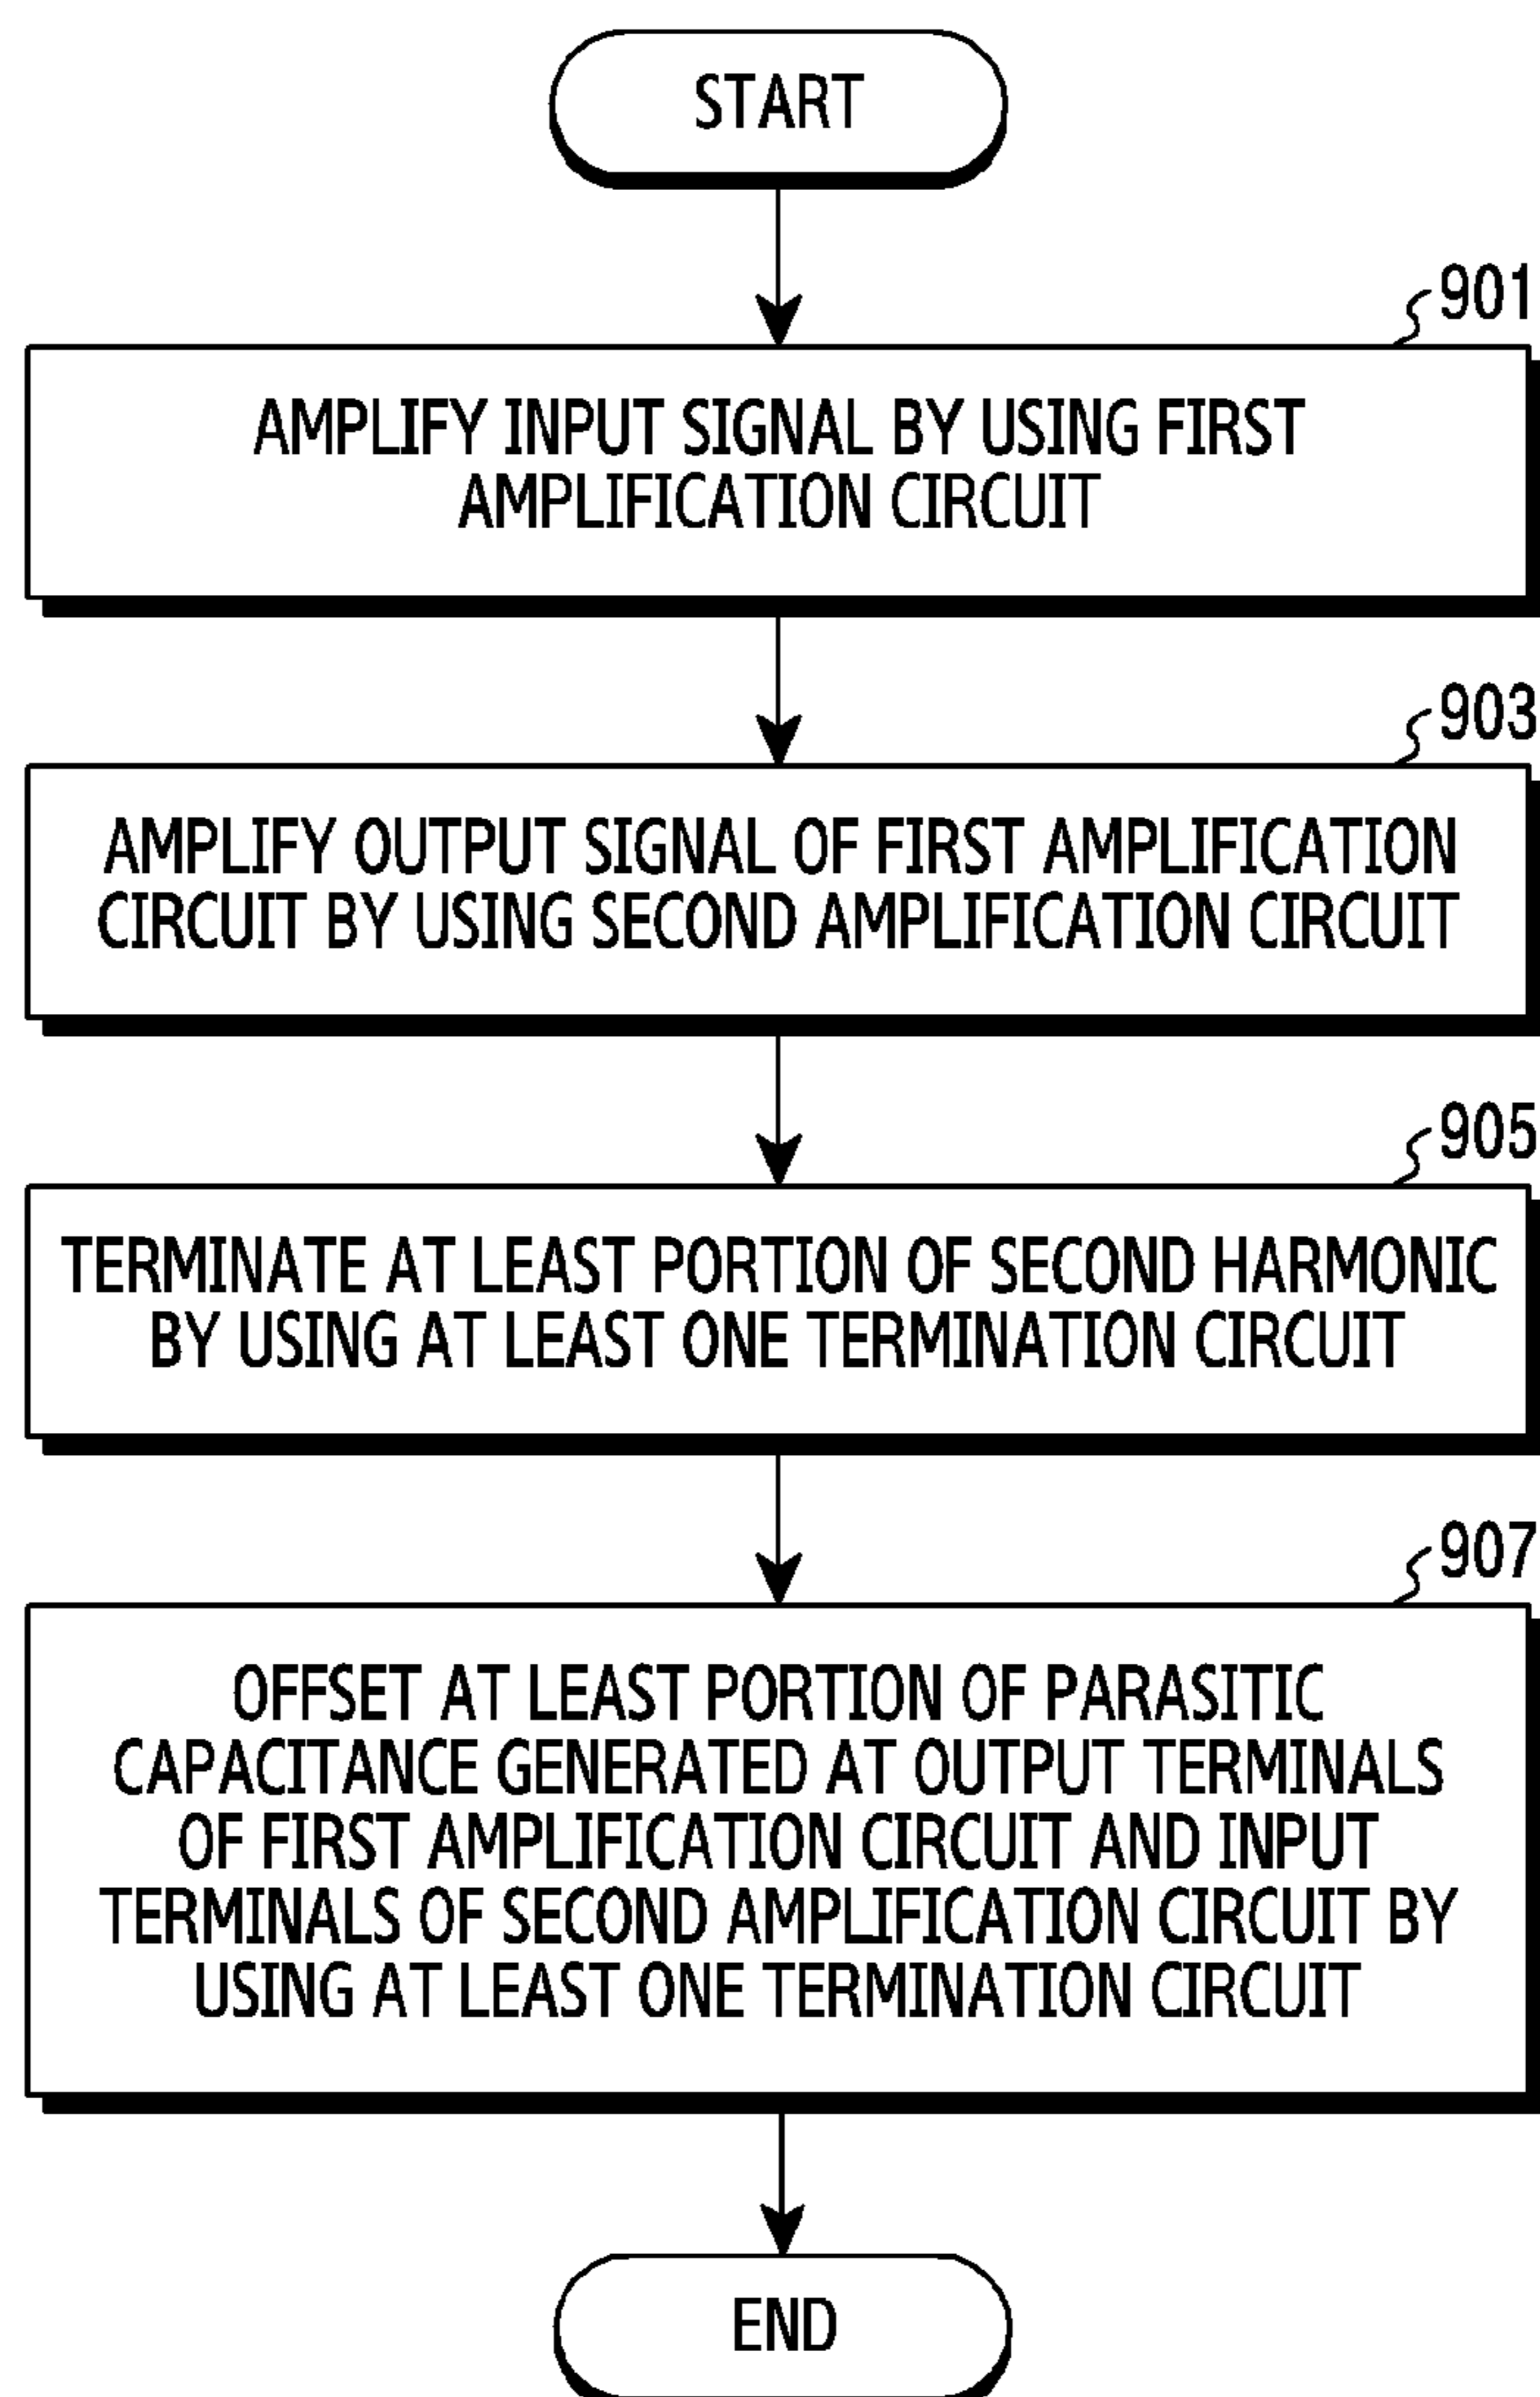 START
901
AMPLIFY INPUT SIGNAL BY USING FIRST
AMPLIFICATION CIRCUIT
903
AMPLIFY OUTPUT SIGNAL OF FIRST AMPLIFICATION
CIRCUIT BY USING SECOND AMPLIFICATION CIRCUIT
905
TERMINATE AT LEAST PORTION OF SECOND HARMONIC
BY USING AT LEAST ONE TERMINATION CIRCUIT
907
OFFSET AT LEAST PORTION OF PARASITIC
CAPACITANCE GENERATED AT OUTPUT TERMINALS
OF FIRST AMPLIFICATION CIRCUIT AND INPUT
TERMINALS OF SECOND AMPLIFICATION CIRCUIT BY
USING AT LEAST ONE TERMINATION CIRCUIT
END